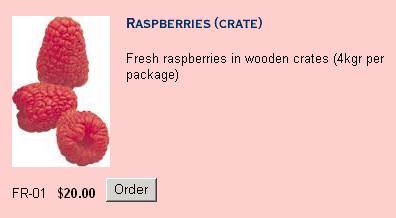 RASPBERRIES (CRATE)
Fresh raspberries in wooden crates (4kgr per
package)
FR-01 $20.00 Order